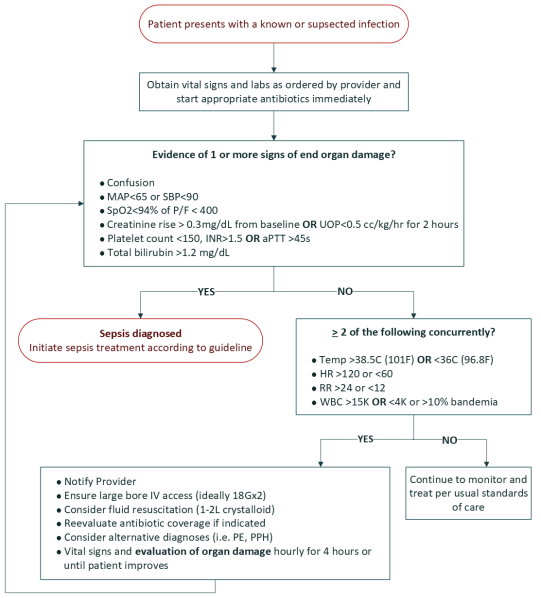 Patient presents with a known or supsected infection
Obtain vital signs and labs as ordered by provider and
start appropriate antibiotics immediately
Evidence of 1 or more signs of end organ damage?
● Confusion
● MAP<65 or SBP<90
● SpO2<94% of P/F < 400
● Creatinine rise > 0.3mg/dL from baseline OR UOP<0.5 cc/kg/hr for 2 hours
● Platelet count <150, INR>1.5 OR aPTT >45s
● Total bilirubin >1.2 mg/dL
YES
NO
Sepsis diagnosed
Initiate sepsis treatment according to guideline
≥ 2 of the following concurrently?
● Temp >38.5C (101F) OR <36C (96.8F)
● HR >120 or <60
● RR >24 or <12
● WBC >15K OR <4K or >10% bandemia
YES
NO
● Notify Provider
● Ensure large bore IV access (ideally 18Gx2)
● Consider fluid resuscitation (1-2L crystalloid)
● Reevaluate antibiotic coverage if indicated
● Consider alternative diagnoses (i.e. PE, PPH)
● Vital signs and evaluation of organ damage hourly for 4 hours or
until patient improves
Continue to monitor and
treat per usual standards
of care